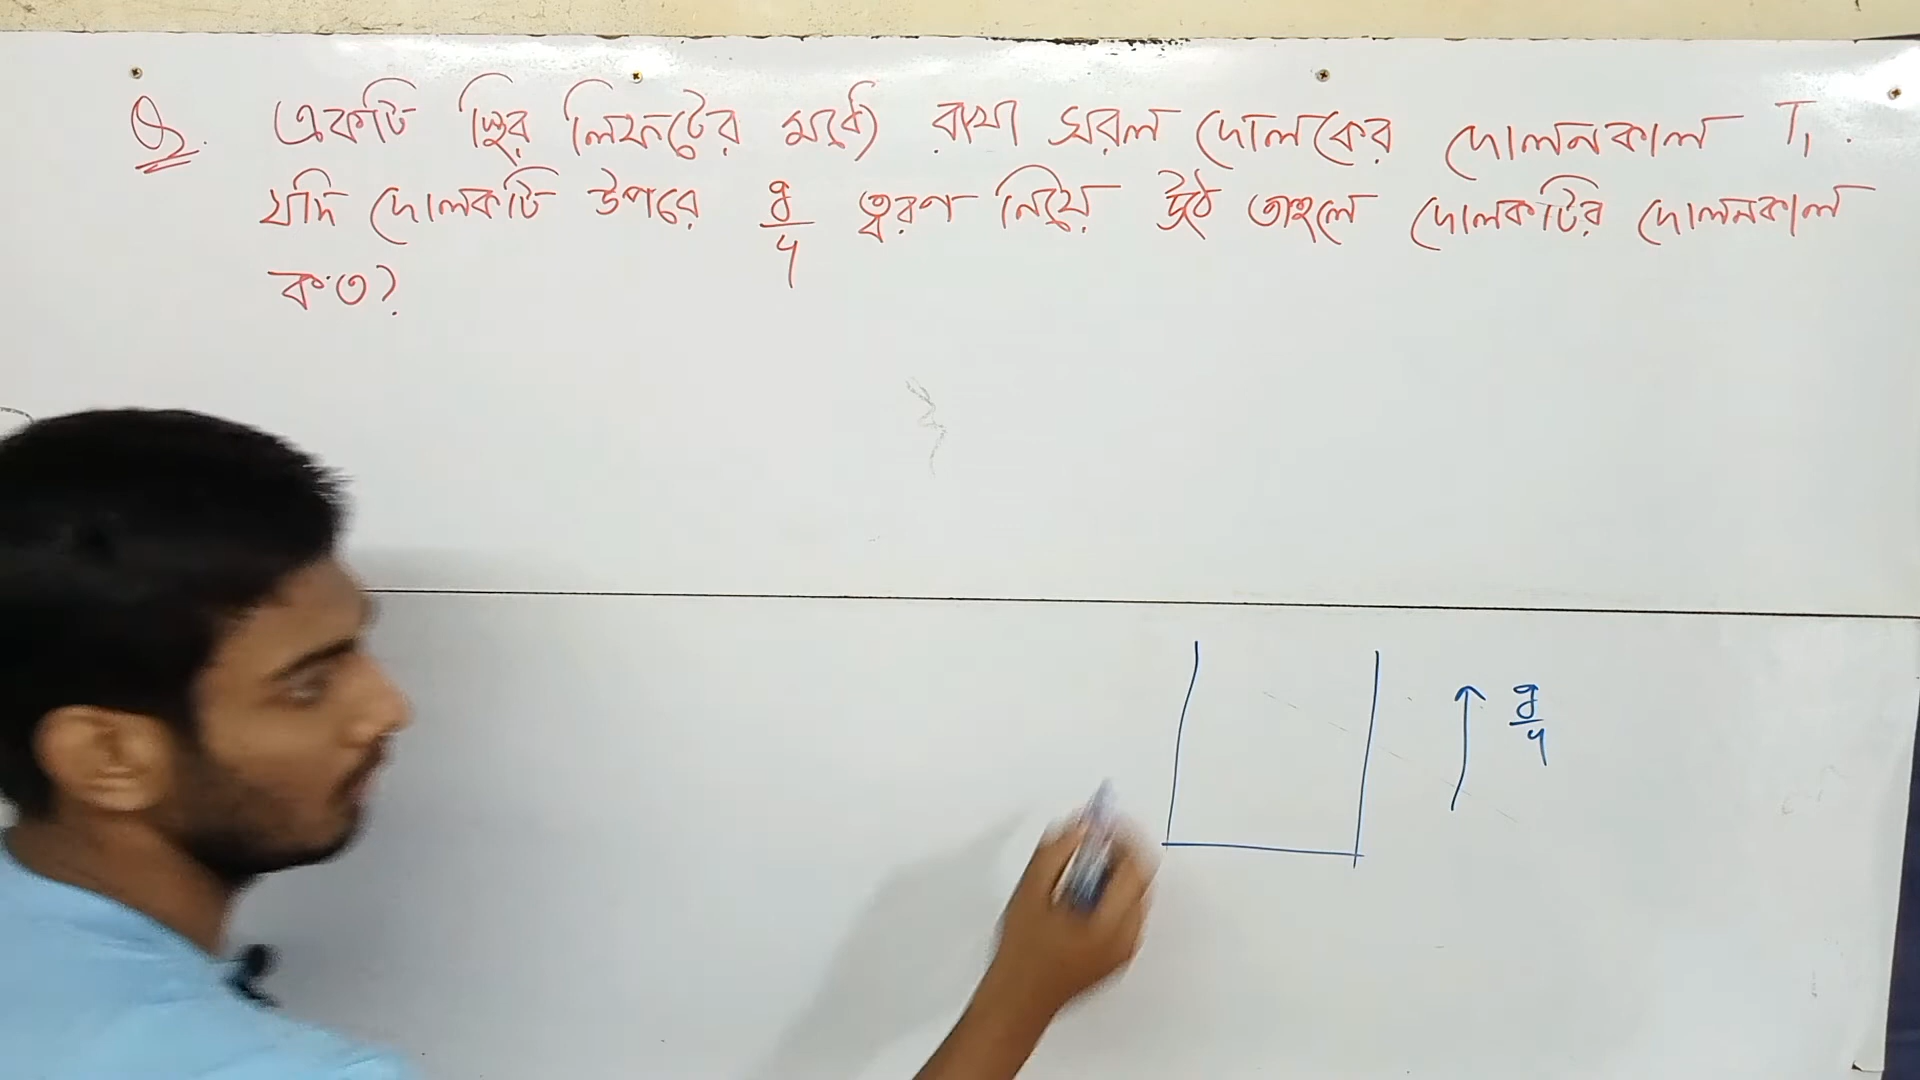 Q. একটি স্থির লিফটের মধ্যে রাখা সরল দোলকের দোলনকাল T₁.
যদি দোলকটি উপরে g/4 ত্বরণ নিয়ে উঠে তাহলে দোলকটির দোলনকাল
কত?
g/4